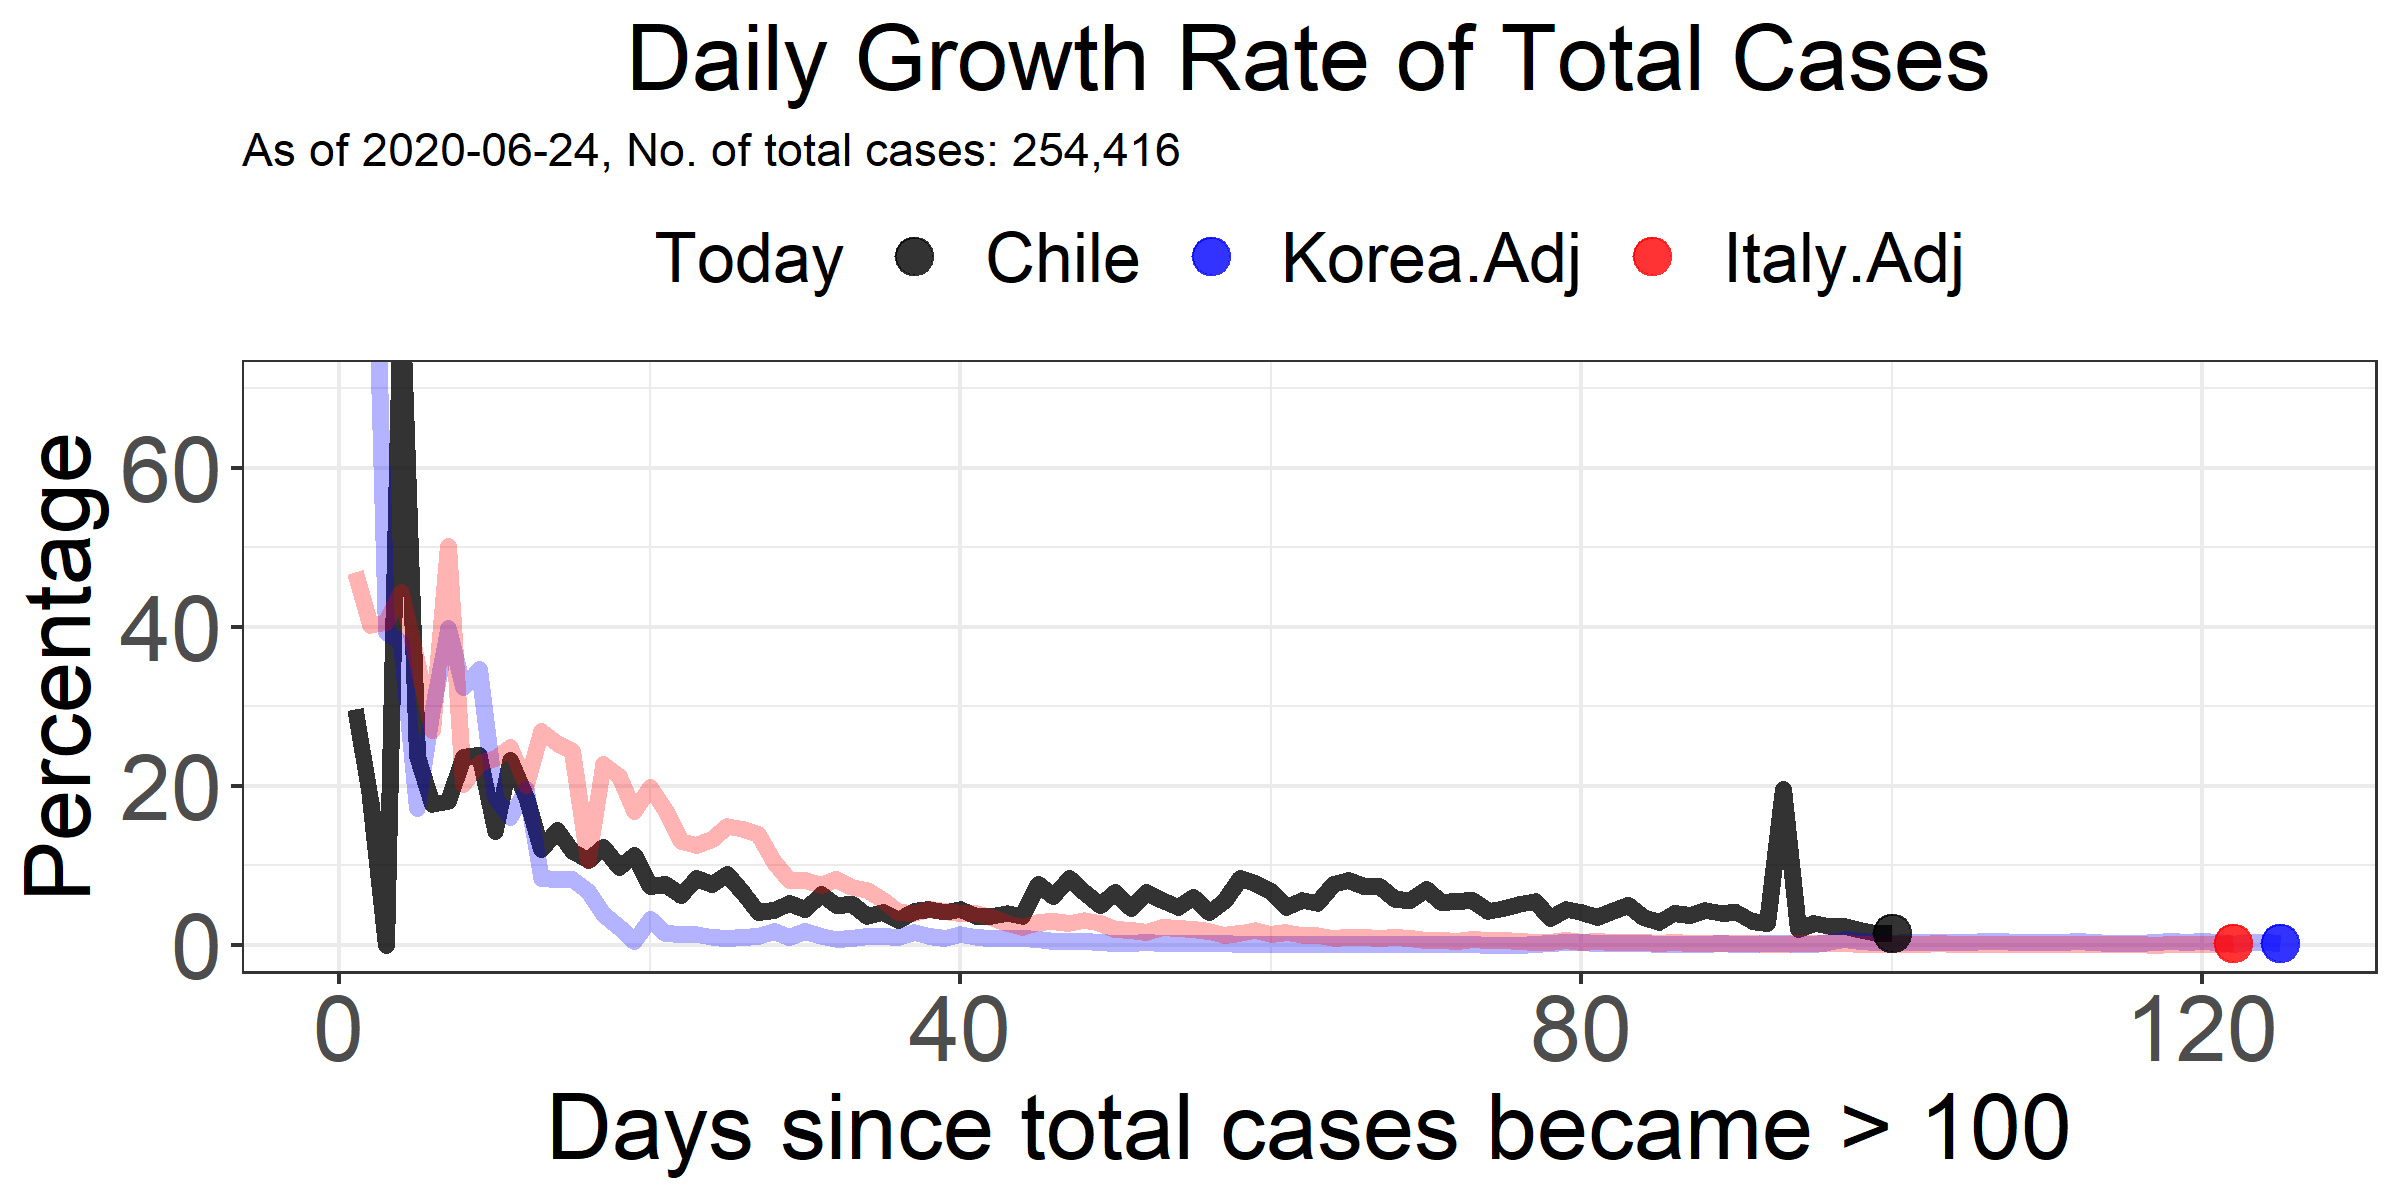 Daily Growth Rate of Total Cases
As of 2020-06-24, No. of total cases: 254,416
Today Chile Korea.Adj Italy.Adj
Percentage
60
40
20
0
0 40 80 120
Days since total cases became > 100